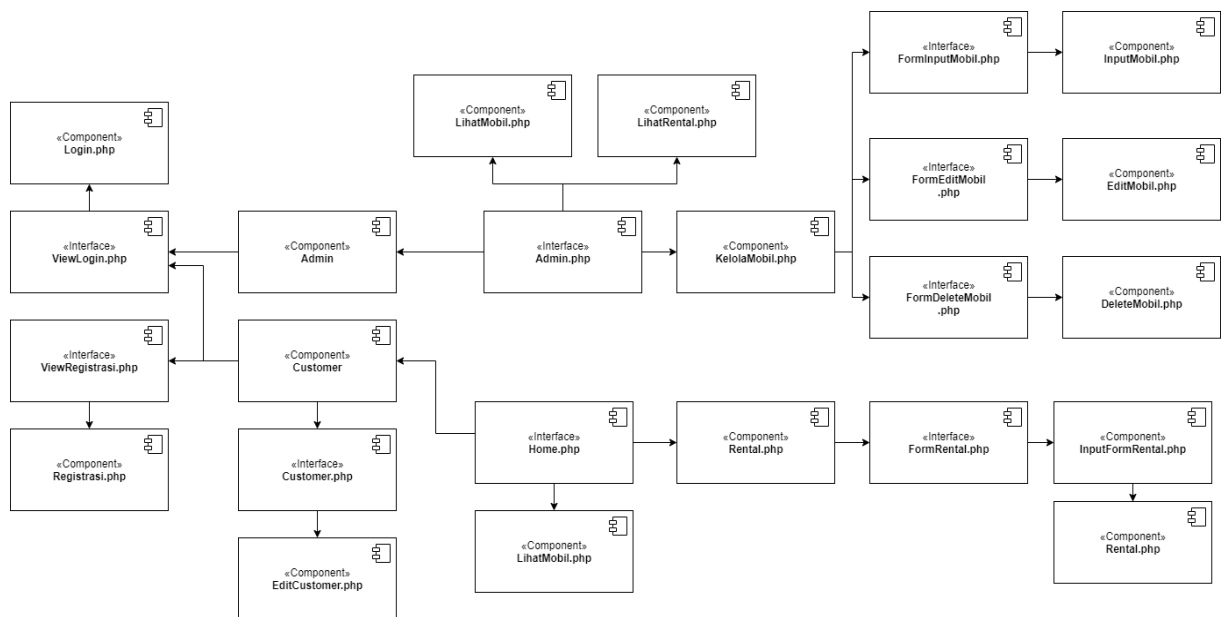 «Interface»
FormInputMobil.php
«Component»
InputMobil.php
«Component»
LihatMobil.php
«Component»
LihatRental.php
«Component»
Login.php
«Interface»
FormEditMobil
.php
«Component»
EditMobil.php
«Interface»
ViewLogin.php
«Component»
Admin
«Interface»
Admin.php
«Component»
KelolaMobil.php
«Interface»
FormDeleteMobil
.php
«Component»
DeleteMobil.php
«Interface»
ViewRegistrasi.php
«Component»
Customer
«Interface»
Home.php
«Component»
Rental.php
«Interface»
FormRental.php
«Component»
InputFormRental.php
«Component»
Registrasi.php
«Interface»
Customer.php
«Component»
LihatMobil.php
«Component»
Rental.php
«Component»
EditCustomer.php